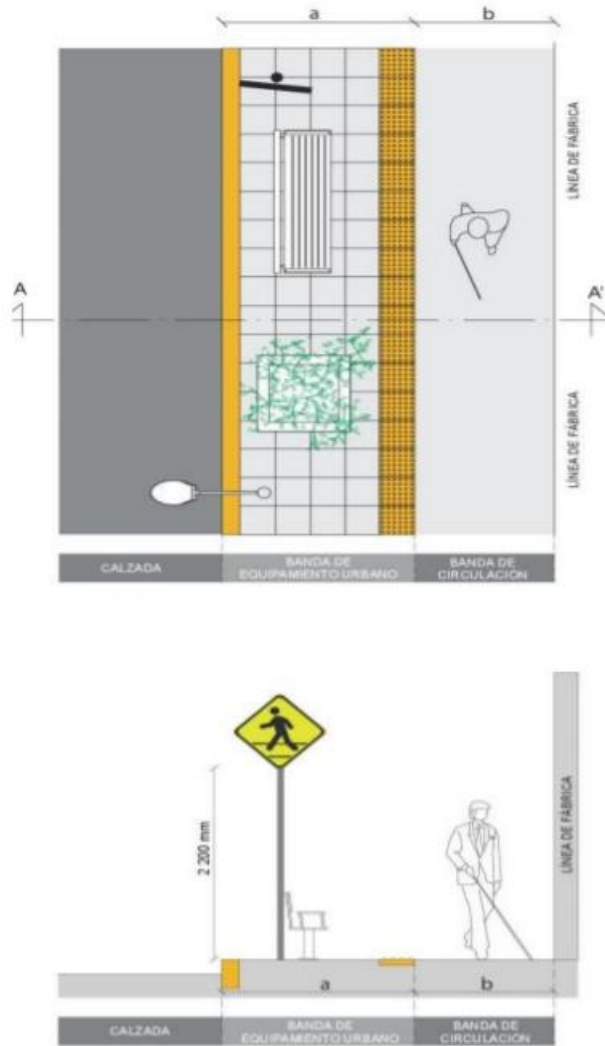 a
b
LÍNEA DE FÁBRICA
A
A'
LÍNEA DE FÁBRICA
CALZADA
BANDA DE
EQUIPAMIENTO URBANO
BANDA DE
CIRCULACIÓN
2 200 mm
LÍNEA DE FÁBRICA
a
b
CALZADA
BANDA DE
EQUIPAMIENTO URBANO
BANDA DE
CIRCULACIÓN